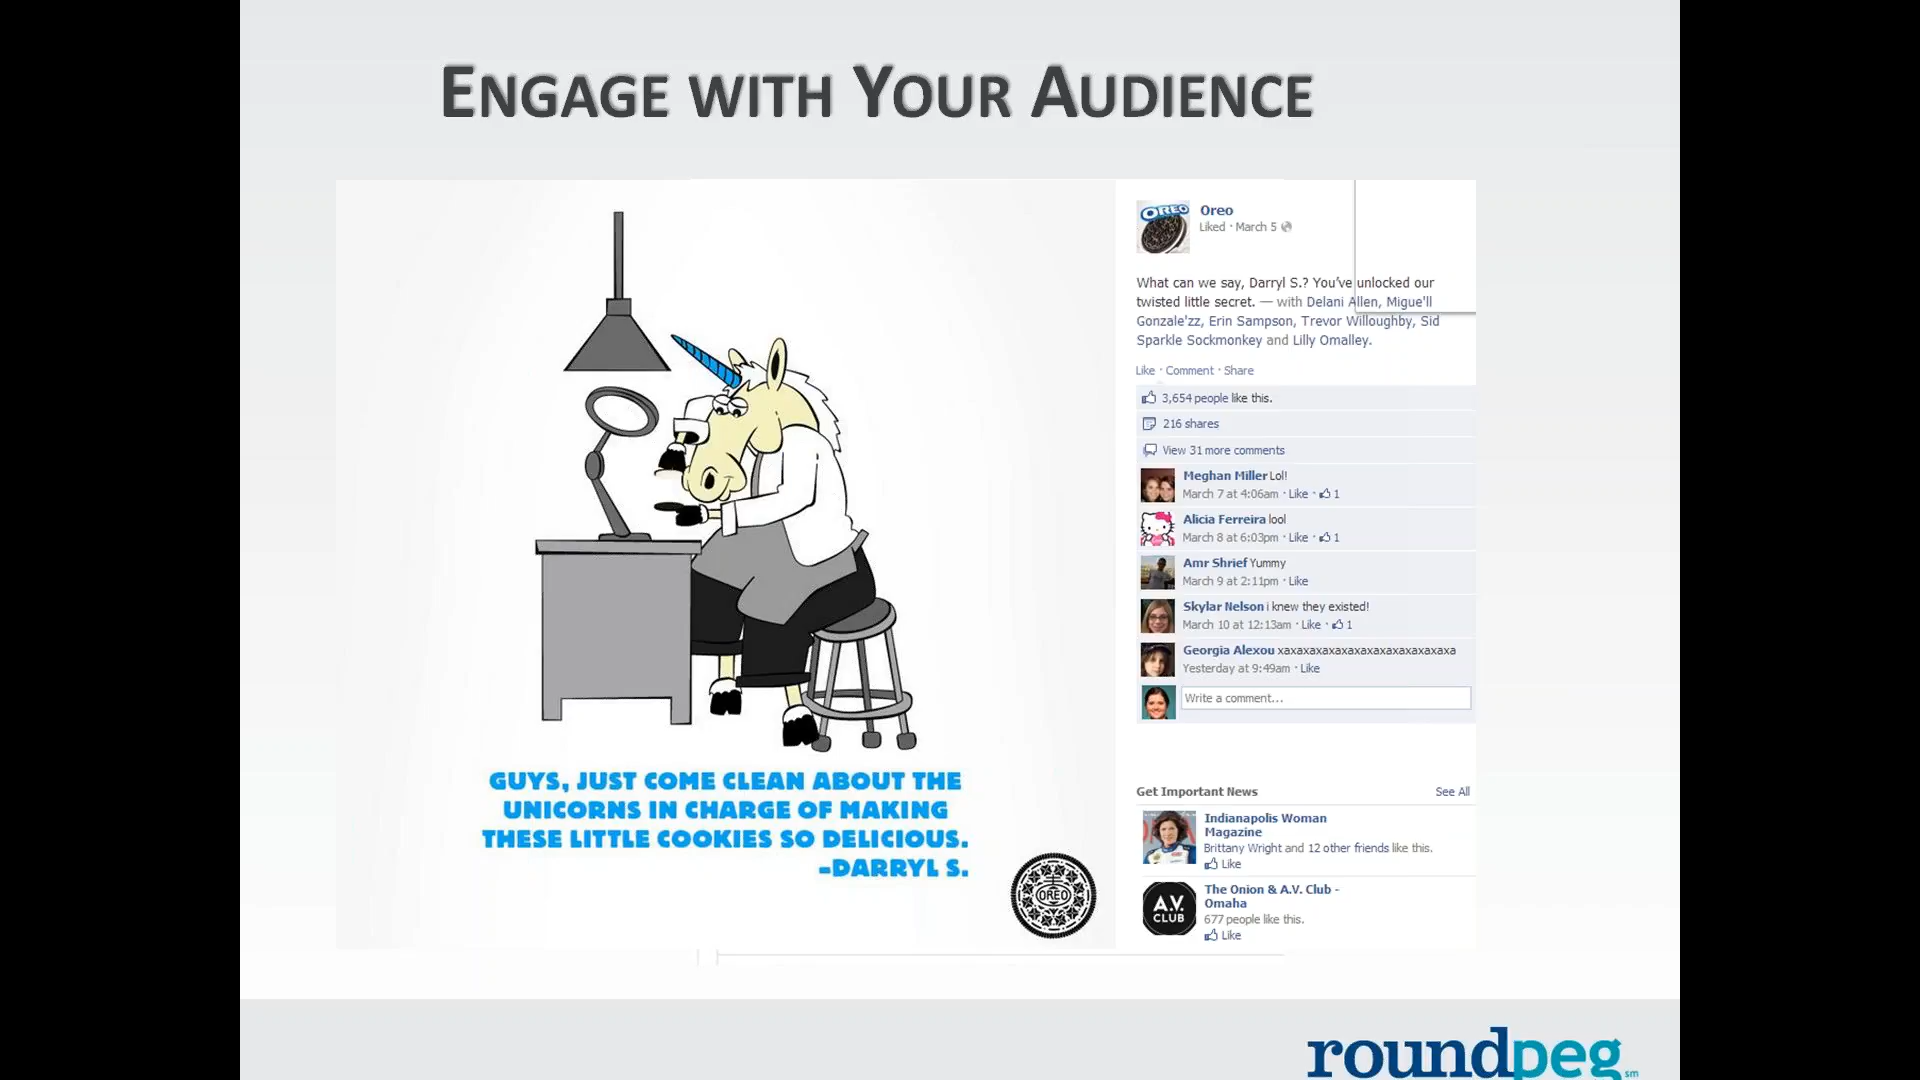 ENGAGE WITH YOUR AUDIENCE
GUYS, JUST COME CLEAN ABOUT THE
UNICORNS IN CHARGE OF MAKING
THESE LITTLE COOKIES SO DELICIOUS.
-DARRYL S.
OREO
OREO
Oreo
Liked · March 5
What can we say, Darryl S.? You've unlocked our
twisted little secret. — with Delani Allen, Migue'll
Gonzale'zz, Erin Sampson, Trevor Willoughby, Sid
Sparkle Sockmonkey and Lilly Omalley.
Like · Comment · Share
3,654 people like this.
216 shares
View 31 more comments
Meghan Miller Lol!
March 7 at 4:06am · Like · 1
Alicia Ferreira lool
March 8 at 6:03pm · Like · 1
Amr Shrief Yummy
March 9 at 2:11pm · Like
Skylar Nelson i knew they existed!
March 10 at 12:13am · Like · 1
Georgia Alexou xaxaxaxaxaxaxaxaxaxaxaxaxaxa
Yesterday at 9:49am · Like
Write a comment...
Get Important News See All
Indianapolis Woman
Magazine
Brittany Wright and 12 other friends like this.
Like
A.V.
CLUB
The Onion & A.V. Club -
Omaha
677 people like this.
Like
roundpeg sm